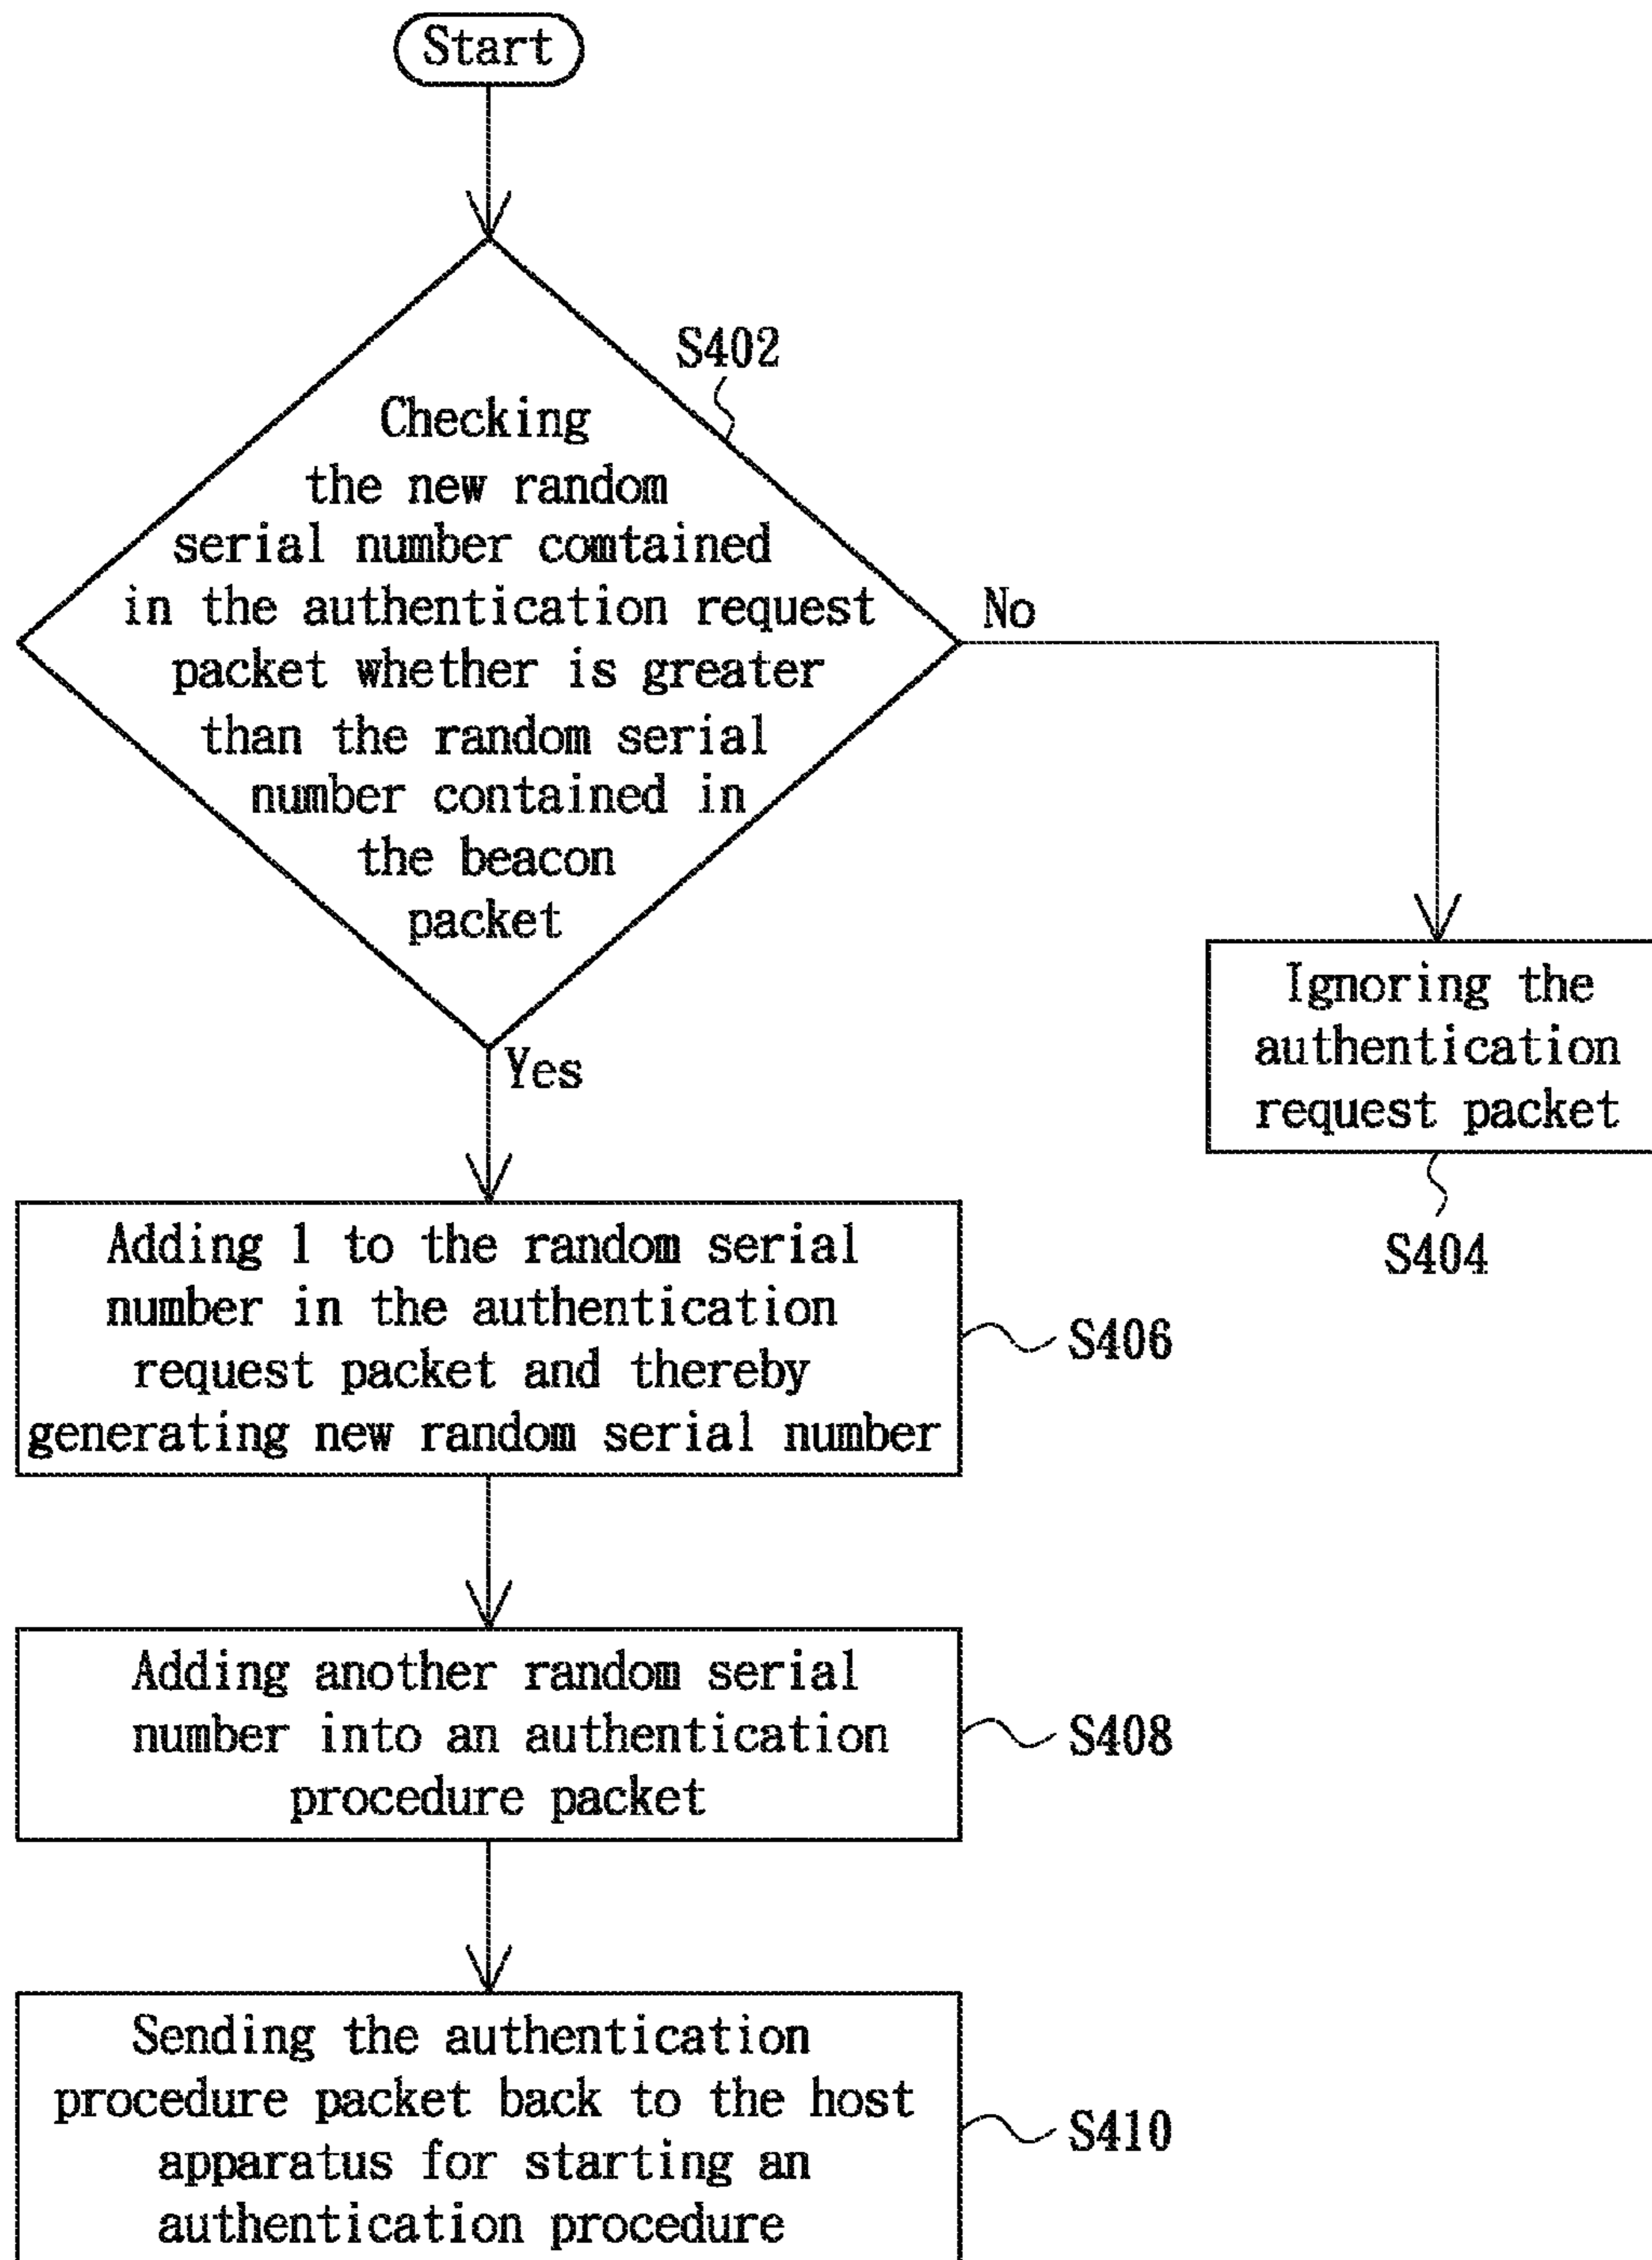 Start
S402
Checking
the new random
serial number comtained
in the authentication request
packet whether is greater
than the random serial
number contained in
the beacon
packet
No
Yes
Ignoring the
authentication
request packet
S404
Adding 1 to the random serial
number in the authentication
request packet and thereby
generating new random serial number
S406
Adding another random serial
number into an authentication
procedure packet
S408
Sending the authentication
procedure packet back to the host
apparatus for starting an
authentication procedure
S410